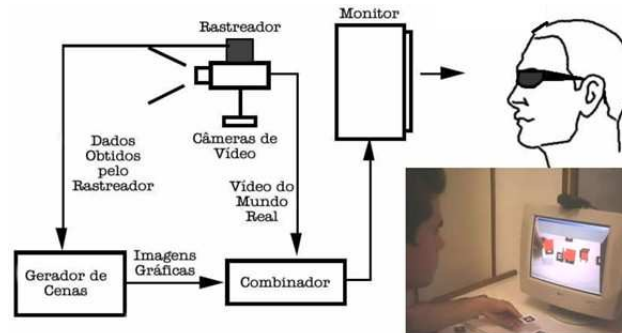 Rastreador
Monitor
Câmeras de
Vídeo
Dados
Obtidos
pelo
Rastreador
Vídeo do
Mundo
Real
Imagens
Gráficas
Gerador de
Cenas
Combinador